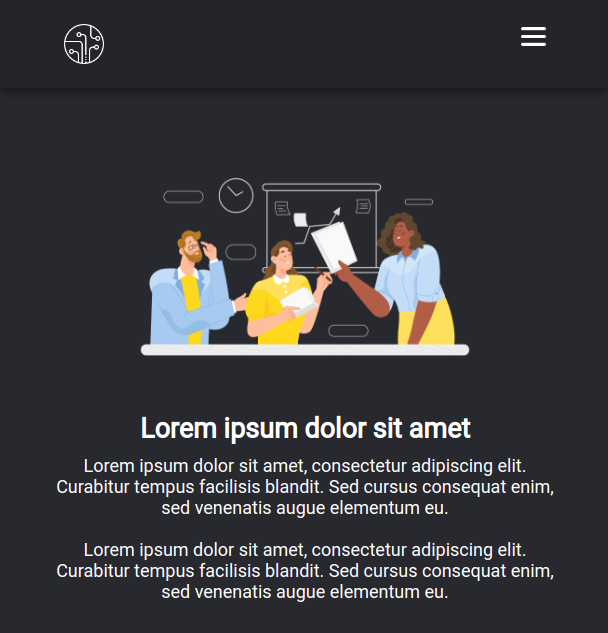 Lorem ipsum dolor sit amet
Lorem ipsum dolor sit amet, consectetur adipiscing elit.
Curabitur tempus facilisis blandit. Sed cursus consequat enim,
sed venenatis augue elementum eu.
Lorem ipsum dolor sit amet, consectetur adipiscing elit.
Curabitur tempus facilisis blandit. Sed cursus consequat enim,
sed venenatis augue elementum eu.